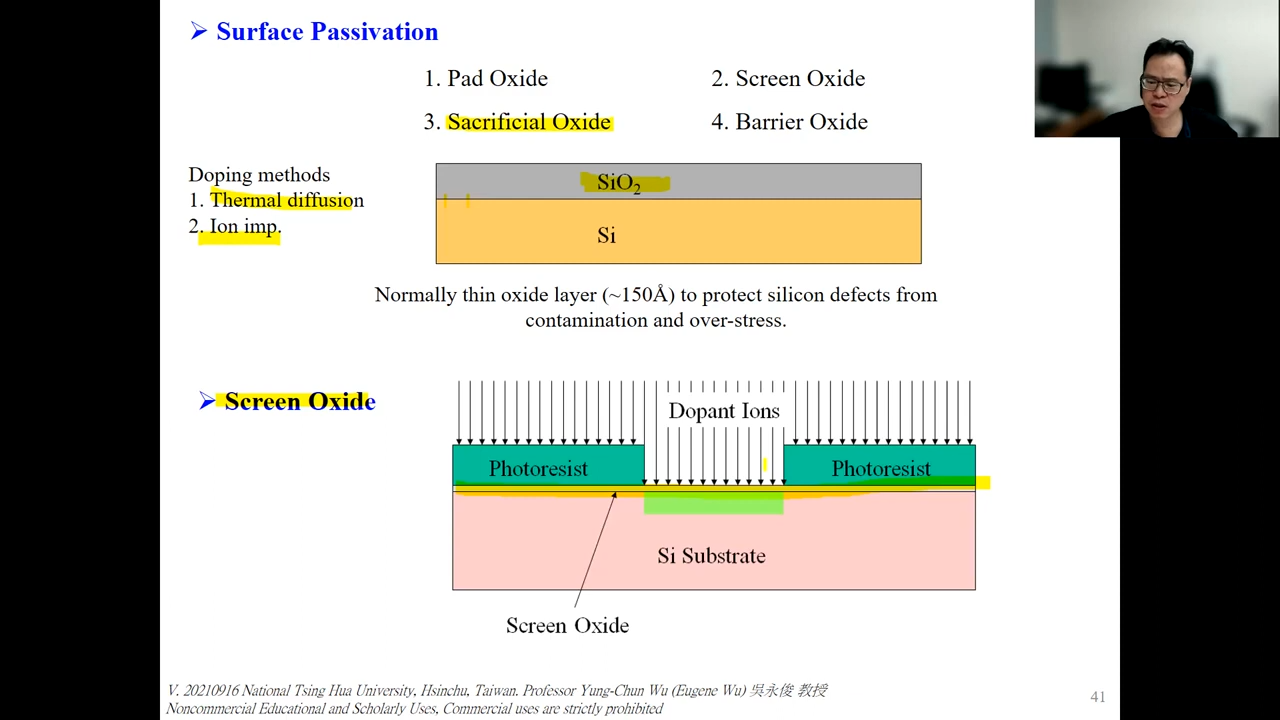 ➢ Surface Passivation
1. Pad Oxide
2. Screen Oxide
3. Sacrificial Oxide
4. Barrier Oxide
Doping methods
1. Thermal diffusion
2. Ion imp.
SiO₂
Si
Normally thin oxide layer (~150Å) to protect silicon defects from
contamination and over-stress.
➢ Screen Oxide
Dopant Ions
Photoresist
Photoresist
Si Substrate
Screen Oxide
V. 20210916 National Tsing Hua University, Hsinchu, Taiwan. Professor Yung-Chun Wu (Eugene Wu) 吳永俊 教授
Noncommercial Educational and Scholarly Uses, Commercial uses are strictly prohibited
41